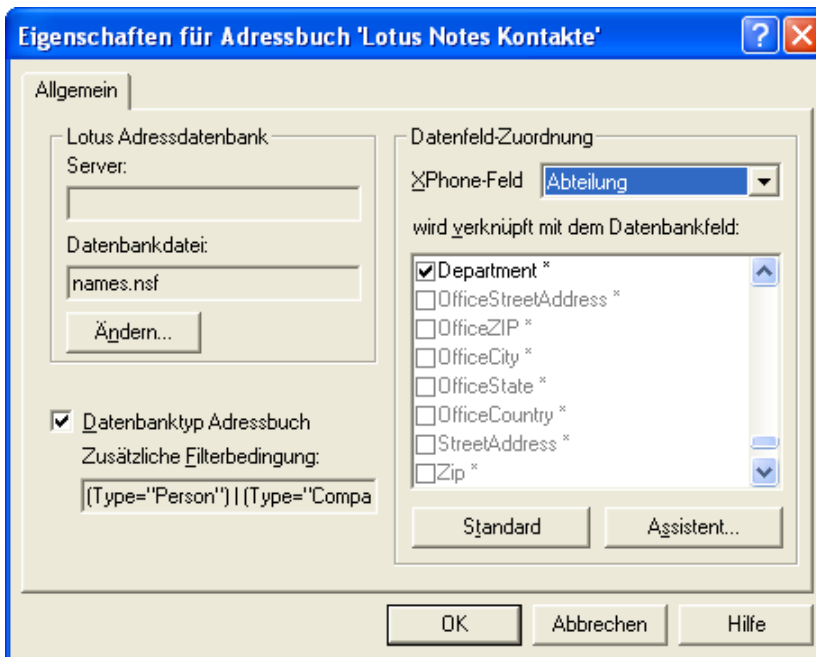 Eigenschaften für Adressbuch 'Lotus Notes Kontakte'
Allgemein
Lotus Adressdatenbank
Server:
Datenbankdatei:
names.nsf
Ändern...
Datenbanktyp Adressbuch
Zusätzliche Filterbedingung:
(Type="Person") | (Type="Compa
Datenfeld-Zuordnung
XPhone-Feld Abteilung
wird verknüpft mit dem Datenbankfeld:
Department *
OfficeStreetAddress *
OfficeZIP *
OfficeCity *
OfficeState *
OfficeCountry *
StreetAddress *
Zip *
Standard Assistent...
OK Abbrechen Hilfe